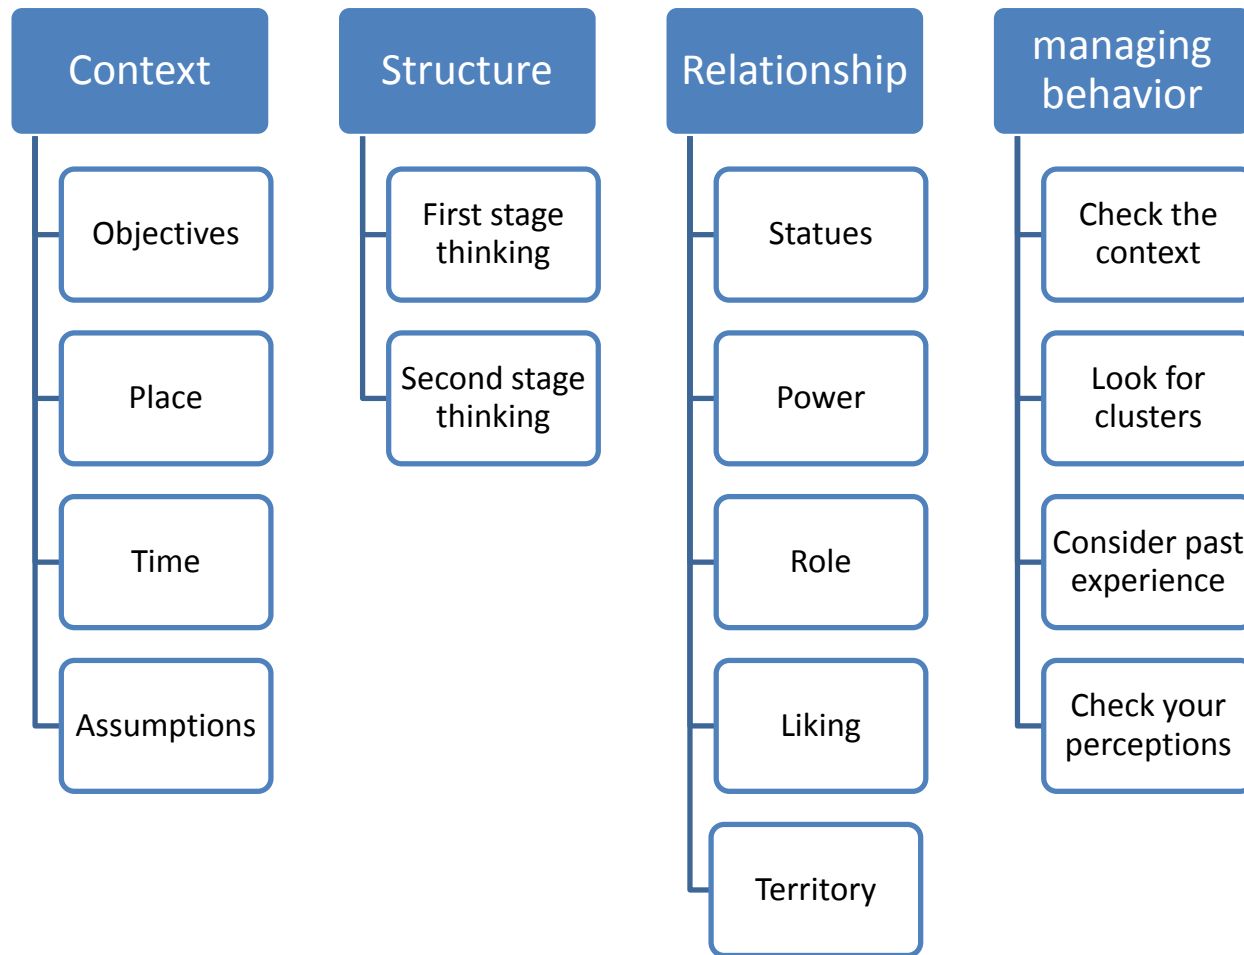 Context
Objectives
Place
Time
Assumptions
Structure
First stage
thinking
Second stage
thinking
Relationship
Statues
Power
Role
Liking
Territory
managing
behavior
Check the
context
Look for
clusters
Consider past
experience
Check your
perceptions